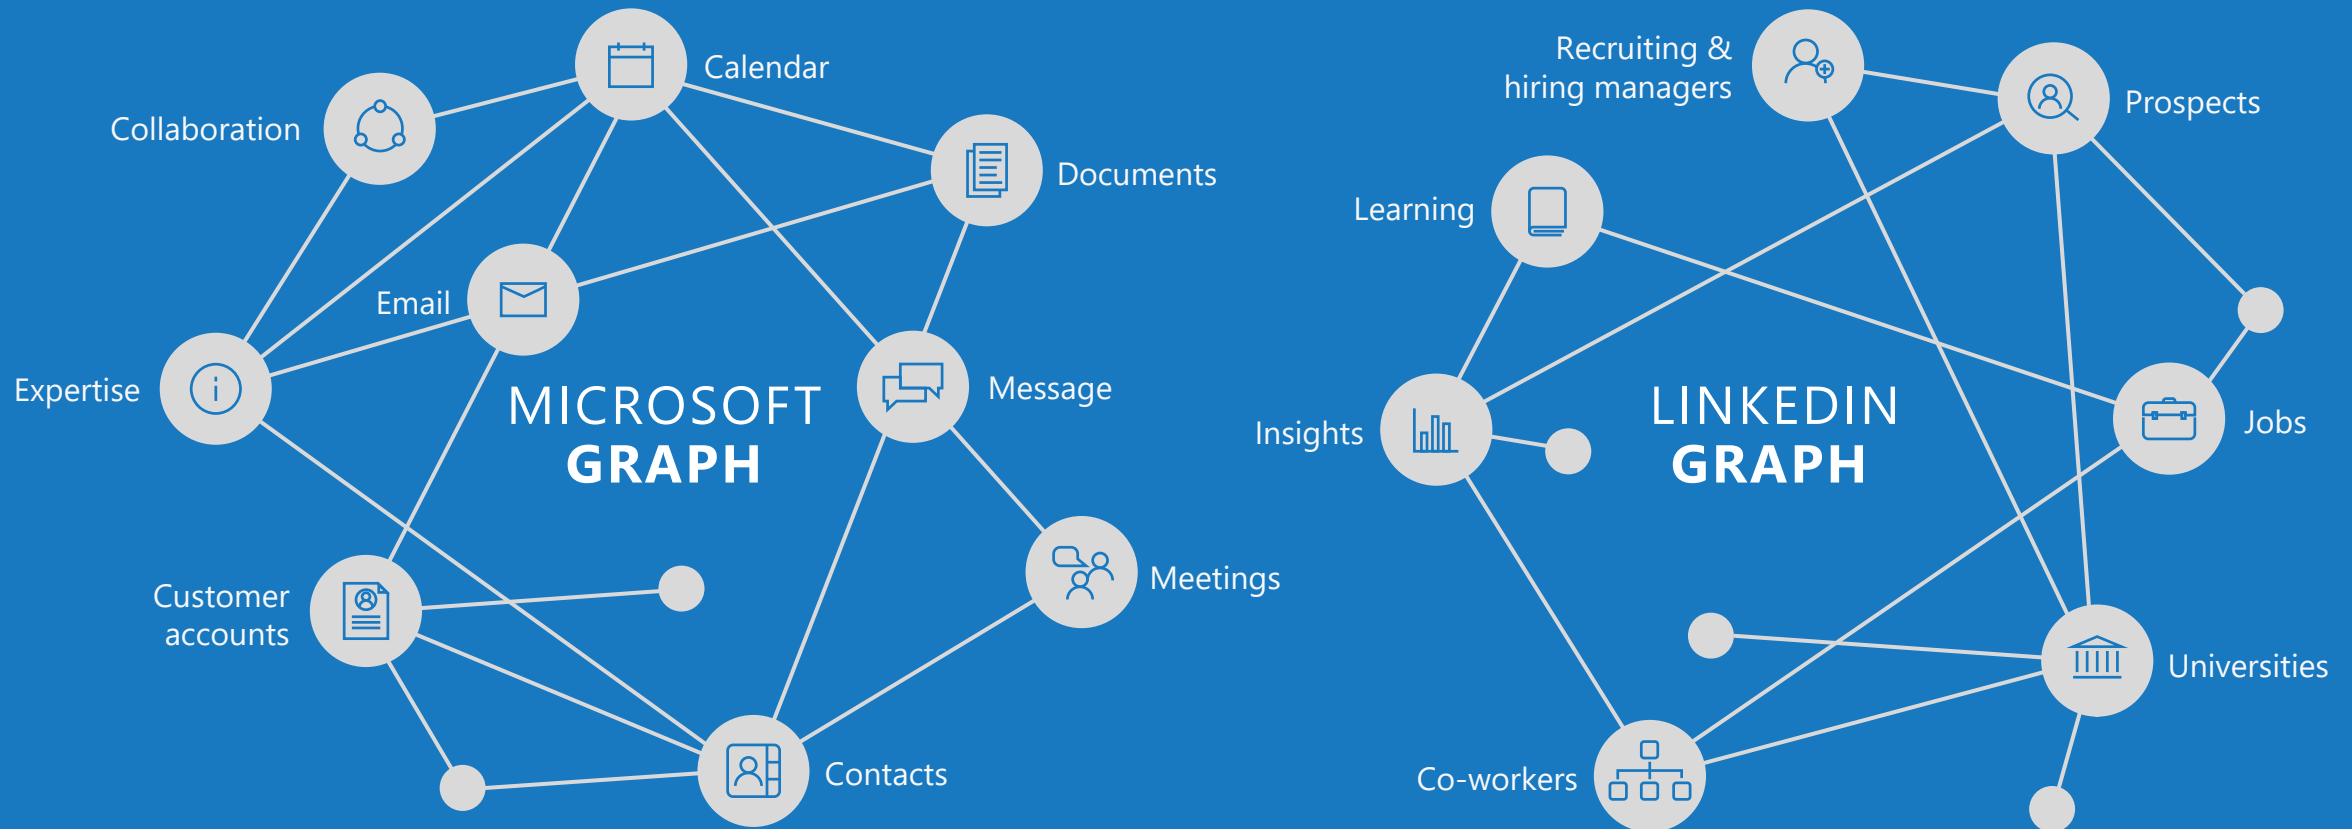 Calendar
Collaboration
Documents
Email
Expertise
MICROSOFT
GRAPH
Message
Customer
accounts
Meetings
Contacts
Recruiting &
hiring managers
Prospects
Learning
Insights
LINKEDIN
GRAPH
Jobs
Universities
Co-workers